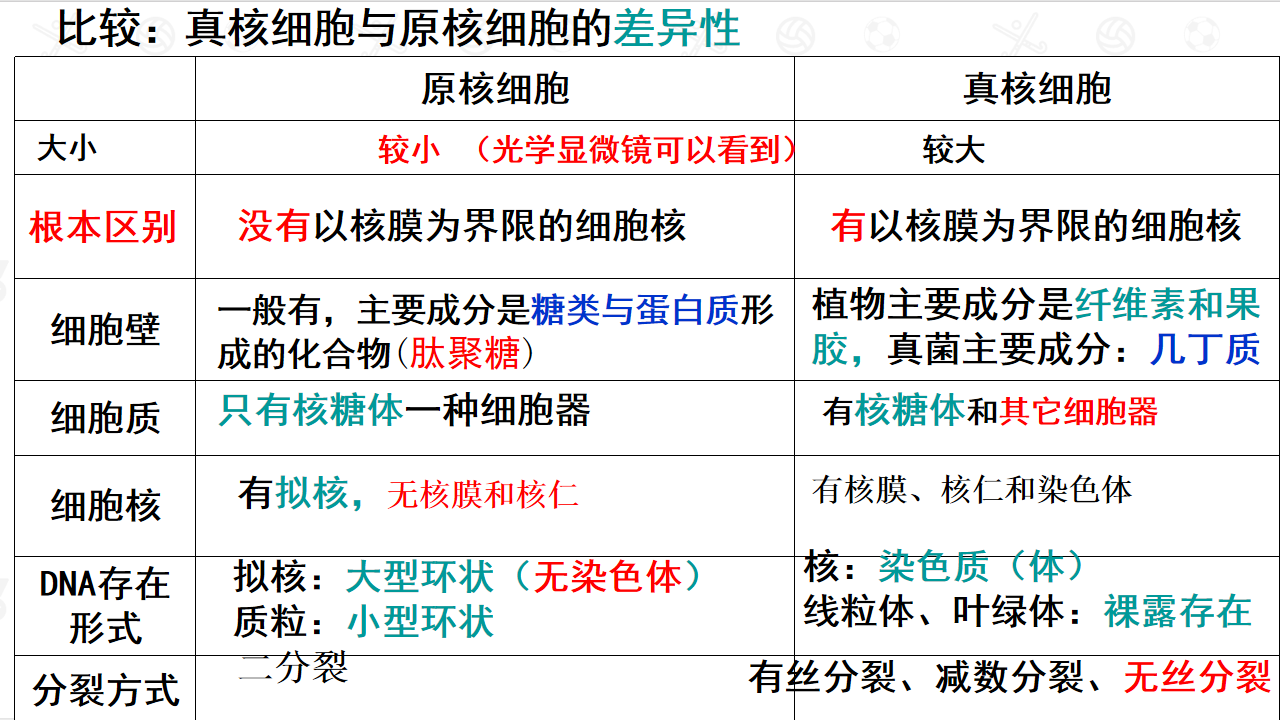 比较：真核细胞与原核细胞的差异性
原核细胞
真核细胞
大小
较小 （光学显微镜可以看到）
较大
根本区别
没有以核膜为界限的细胞核
有以核膜为界限的细胞核
细胞壁
一般有，主要成分是糖类与蛋白质形
成的化合物(肽聚糖)
植物主要成分是纤维素和果
胶，真菌主要成分：几丁质
细胞质
只有核糖体一种细胞器
有核糖体和其它细胞器
细胞核
有拟核，无核膜和核仁
有核膜、核仁和染色体
DNA存在
形式
拟核：大型环状（无染色体）
质粒：小型环状
核：染色质（体）
线粒体、叶绿体：裸露存在
分裂方式
二分裂
有丝分裂、减数分裂、无丝分裂